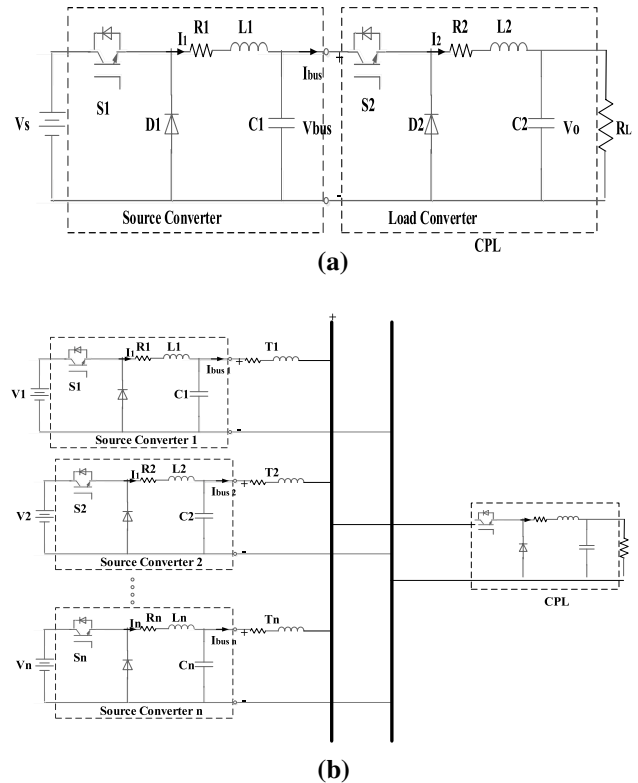 I1 R1 L1 I2 R2 L2
+ Ibus +
S1 S2
Vs D1 C1 Vbus D2 C2 Vo RL
- -
Source Converter Load Converter
CPL
(a)
+
I1 R1 L1 Ibus 1 + T1
S1
V1 C1
-
Source Converter 1
I1 R2 L2 Ibus 2 + T2
S2
V2 C2
-
Source Converter 2
In Rn Ln Ibus n + Tn
Sn
Vn Cn
-
Source Converter n
CPL
(b)